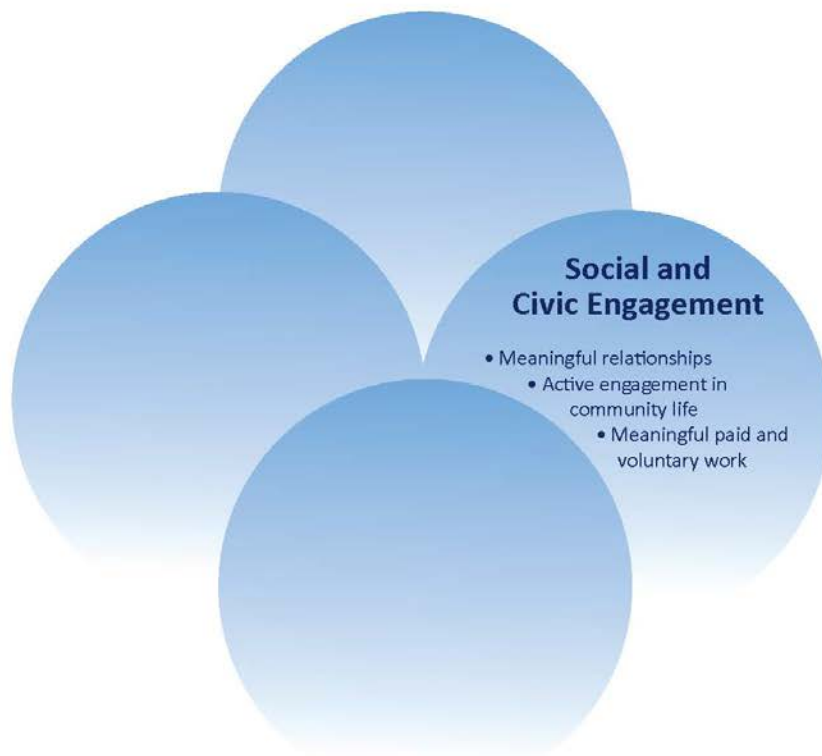 Social and
Civic Engagement
• Meaningful relationships
• Active engagement in
community life
• Meaningful paid and
voluntary work